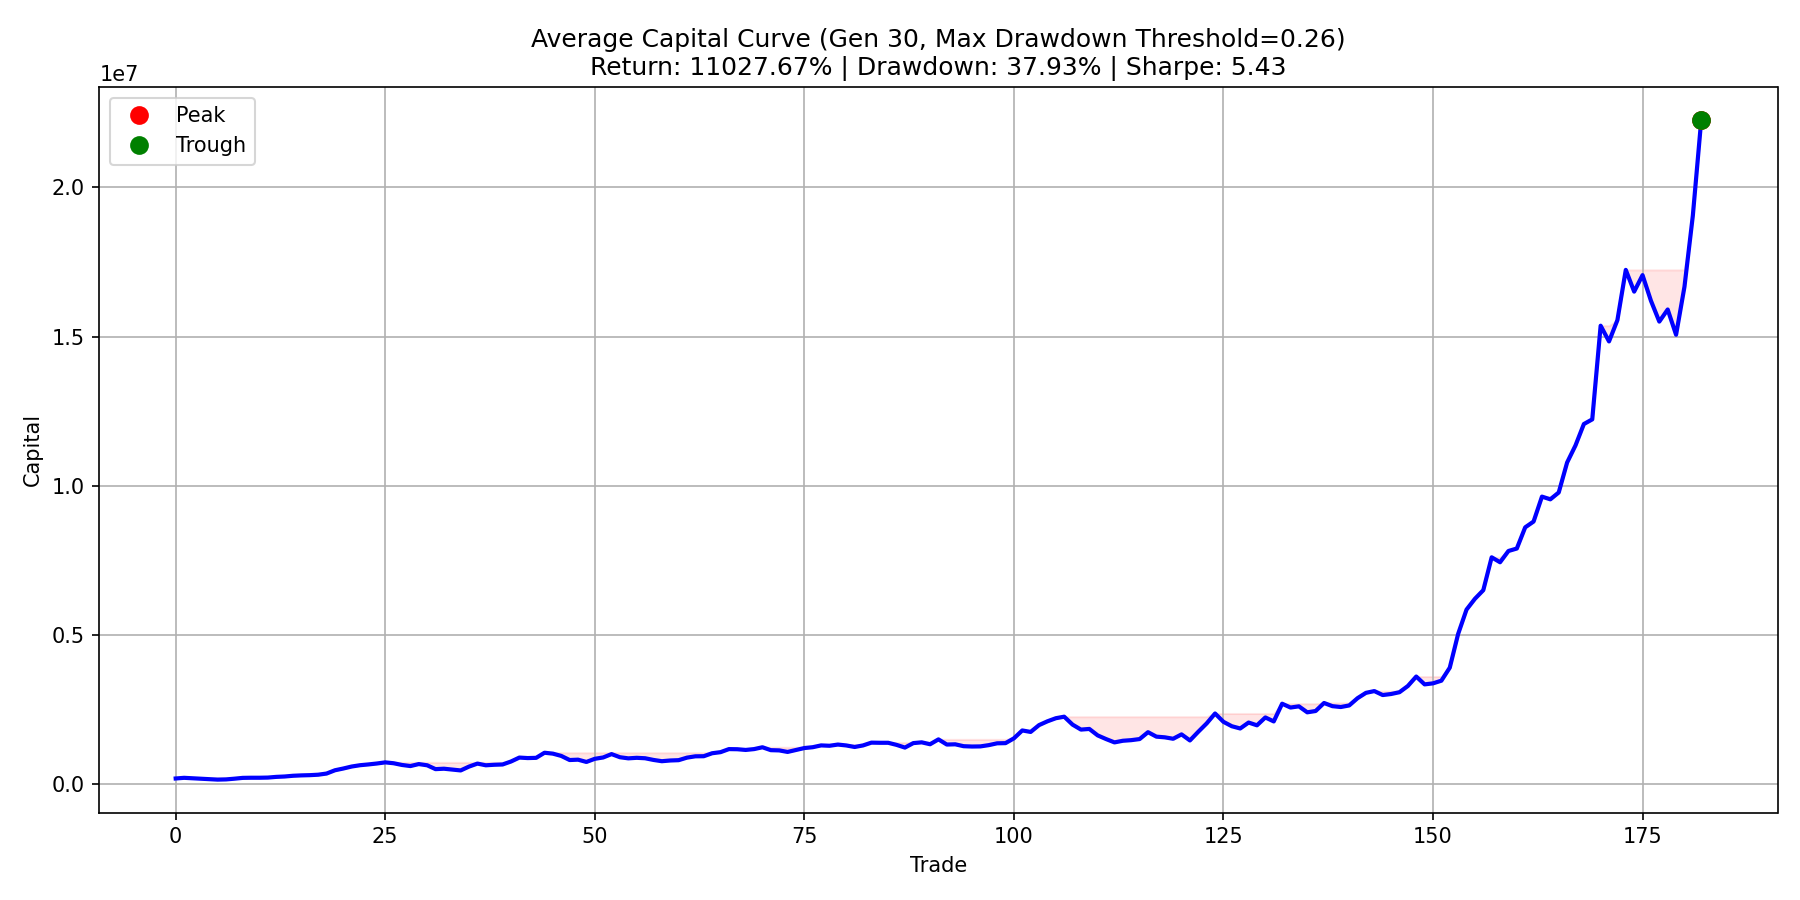 Average Capital Curve (Gen 30, Max Drawdown Threshold=0.26)
Return: 11027.67% | Drawdown: 37.93% | Sharpe: 5.43
1e7
Peak
Trough
2.0
1.5
1.0
0.5
0.0
Capital
0 25 50 75 100 125 150 175
Trade